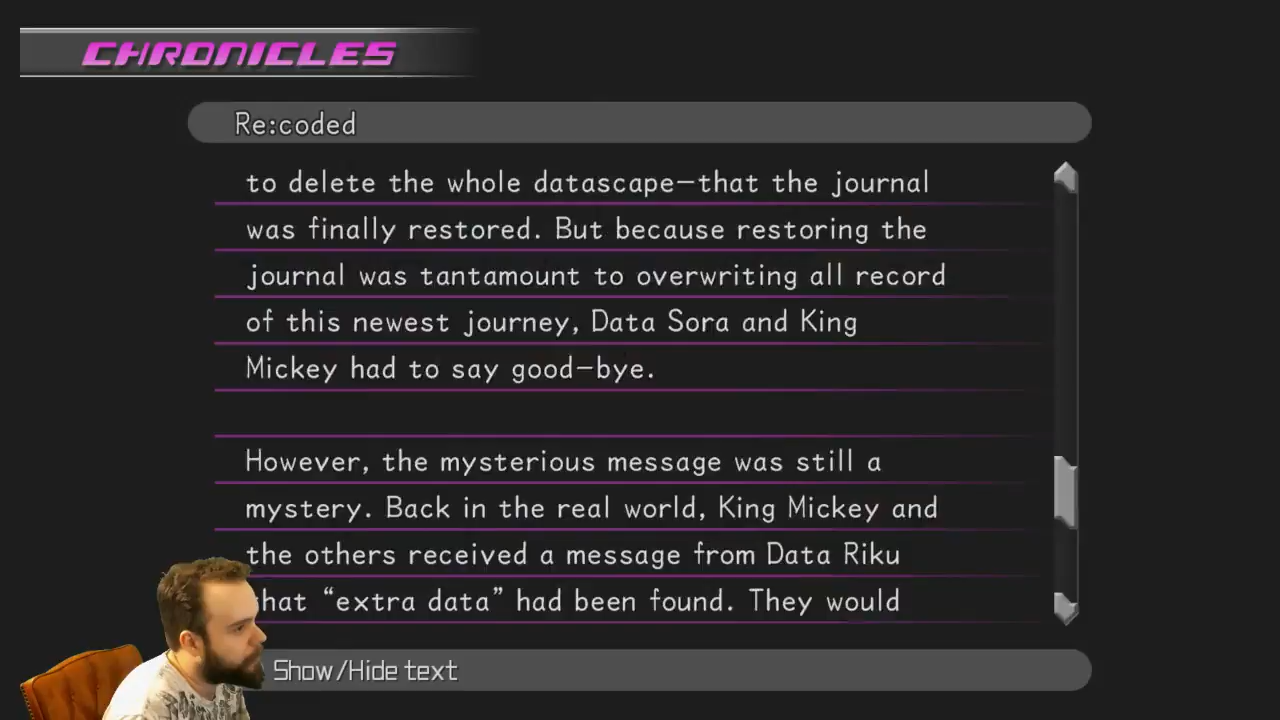 CHRONICLES
Re:coded
to delete the whole datascape—that the journal
was finally restored. But because restoring the
journal was tantamount to overwriting all record
of this newest journey, Data Sora and King
Mickey had to say good-bye.
However, the mysterious message was still a
mystery. Back in the real world, King Mickey and
the others received a message from Data Riku
that “extra data” had been found. They would
Show/Hide text